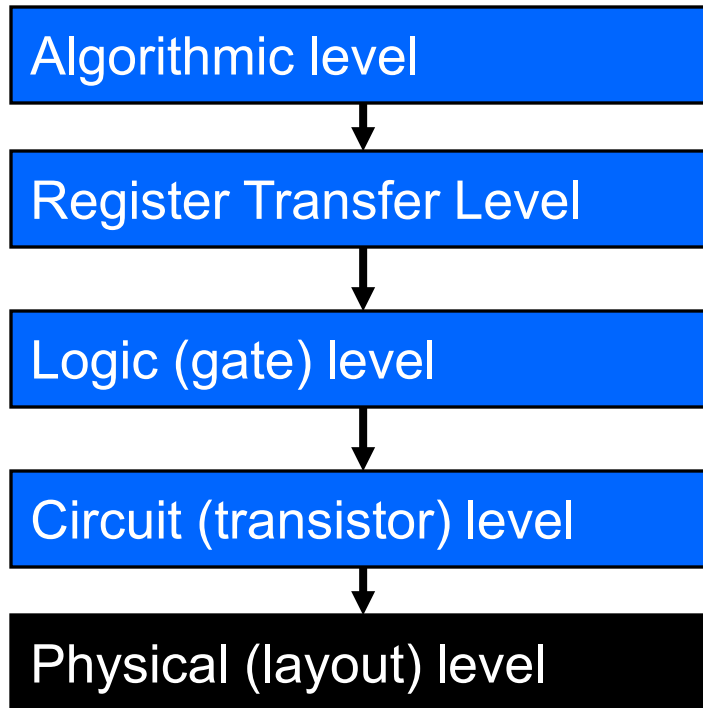 Algorithmic level
Register Transfer Level
Logic (gate) level
Circuit (transistor) level
Physical (layout) level